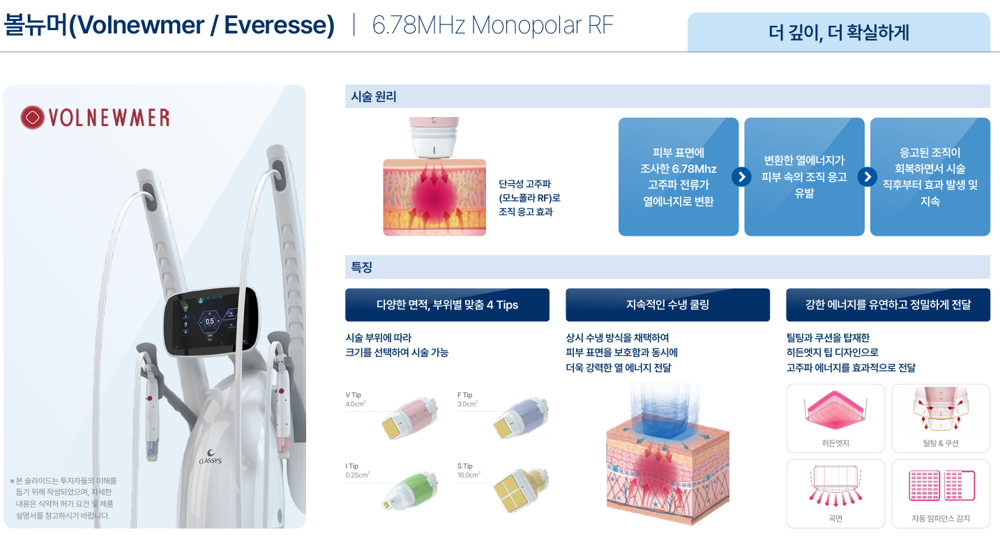 볼뉴머(Volnewmer / Everesse) | 6.78MHz Monopolar RF
더 깊이, 더 확실하게
VOLNEWMER
0
0.5
CLASSYS
※ 본 슬라이드는 투자자들의 이해를
돕기 위해 작성되었으며, 자세한
내용은 식약처 허가 요건 및 제품
설명서를 참고하시기 바랍니다.
시술 원리
단극성 고주파
(모노폴라 RF)로
조직 응고 효과
피부 표면에
조사한 6.78Mhz
고주파 전류가
열에너지로 변환
변환한 열에너지가
피부 속의 조직 응고
유발
응고된 조직이
회복하면서 시술
직후부터 효과 발생 및
지속
특징
다양한 면적, 부위별 맞춤 4 Tips
시술 부위에 따라
크기를 선택하여 시술 가능
V Tip
4.0cm²
F Tip
3.0cm²
I Tip
0.25cm²
S Tip
16.0cm²
지속적인 수냉 쿨링
상시 수냉 방식을 채택하여
피부 표면을 보호함과 동시에
더욱 강력한 열 에너지 전달
강한 에너지를 유연하고 정밀하게 전달
틸팅과 쿠션을 탑재한
히든엣지 팁 디자인으로
고주파 에너지를 효과적으로 전달
히든엣지
틸팅 & 쿠션
곡면
자동 임피던스 감지